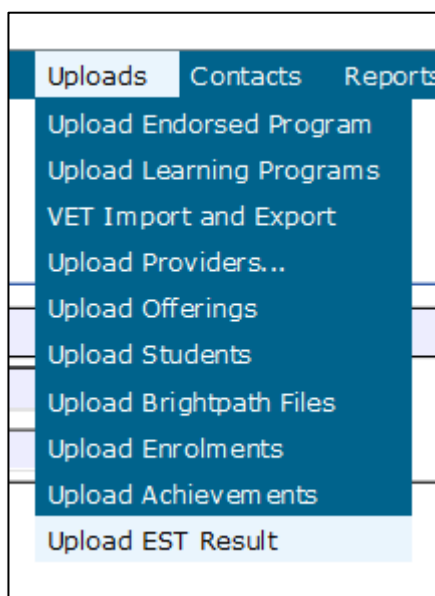 Uploads Contacts Reports
Upload Endorsed Program
Upload Learning Programs
VET Import and Export
Upload Providers...
Upload Offerings
Upload Students
Upload Brightpath Files
Upload Enrolments
Upload Achievements
Upload EST Result